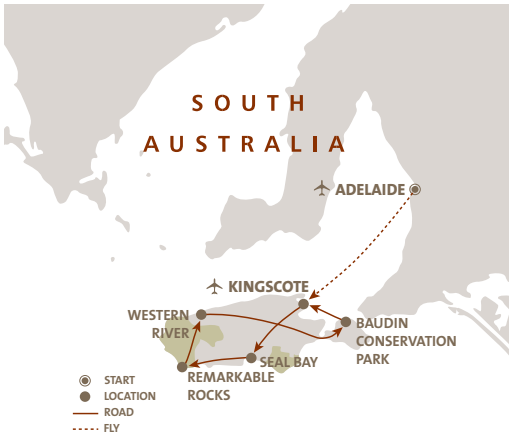 SOUTH
AUSTRALIA
ADELAIDE
KINGSCOTE
WESTERN
RIVER
BAUDIN
CONSERVATION
PARK
SEAL BAY
REMARKABLE
ROCKS
START
LOCATION
ROAD
FLY